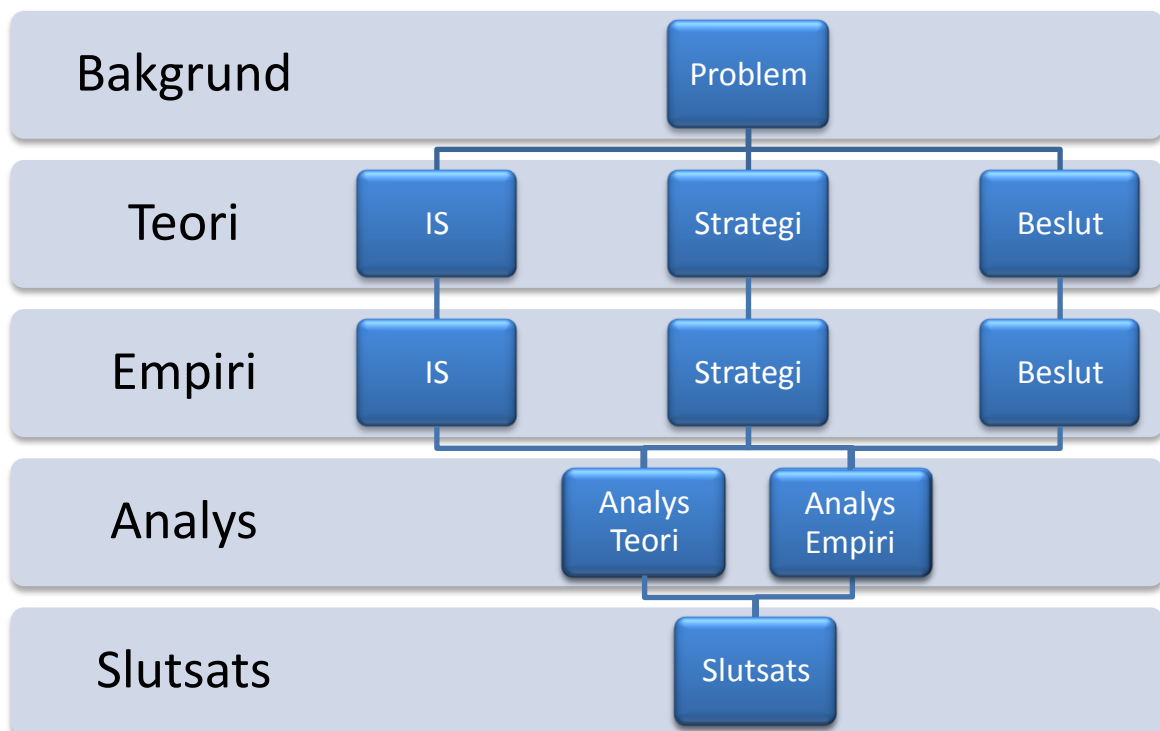 Bakgrund
Problem
Teori
IS
Strategi
Beslut
Empiri
IS
Strategi
Beslut
Analys
Analys
Teori
Analys
Empiri
Slutsats
Slutsats